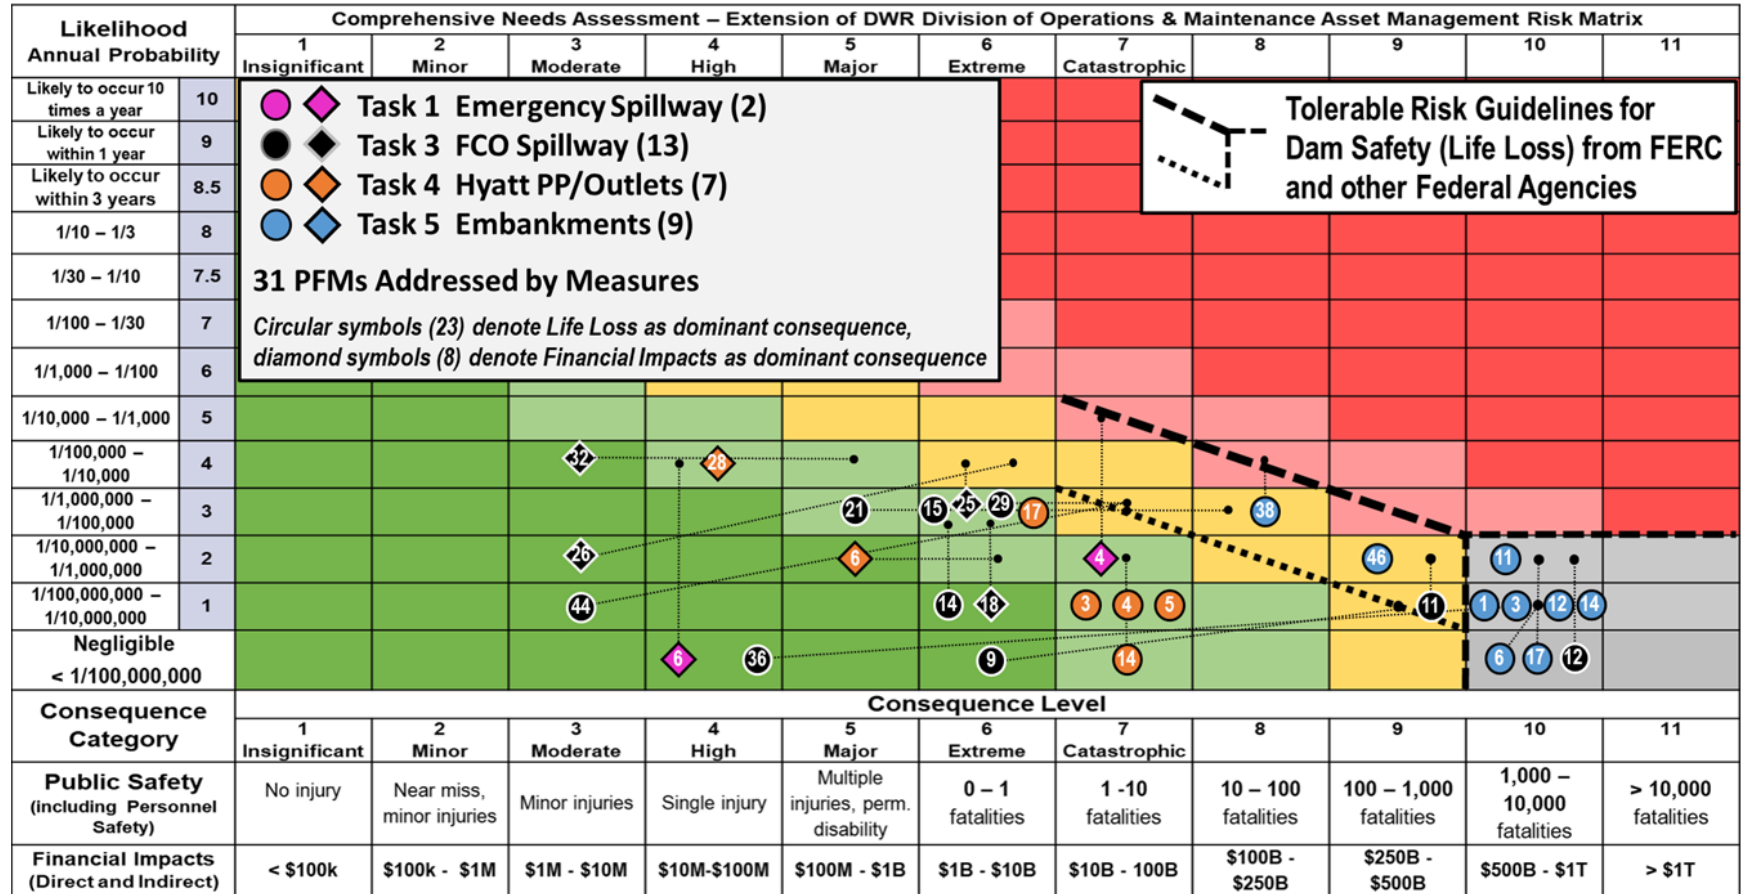 Likelihood
Annual Probability
Comprehensive Needs Assessment – Extension of DWR Division of Operations & Maintenance Asset Management Risk Matrix
1 2 3 4 5 6 7 8 9 10 11
Insignificant Minor Moderate High Major Extreme Catastrophic
Likely to occur 10
times a year
10
Likely to occur
within 1 year
9
Likely to occur
within 3 years
8.5
1/10 – 1/3
8
1/30 – 1/10
7.5
1/100 – 1/30
7
1/1,000 – 1/100
6
1/10,000 – 1/1,000
5
1/100,000 –
1/10,000
4
1/1,000,000 –
1/100,000
3
1/10,000,000 –
1/1,000,000
2
1/100,000,000 –
1/10,000,000
1
Negligible
< 1/100,000,000
Task 1 Emergency Spillway (2)
Task 3 FCO Spillway (13)
Task 4 Hyatt PP/Outlets (7)
Task 5 Embankments (9)
31 PFMs Addressed by Measures
Circular symbols (23) denote Life Loss as dominant consequence,
diamond symbols (8) denote Financial Impacts as dominant consequence
Tolerable Risk Guidelines for
Dam Safety (Life Loss) from FERC
and other Federal Agencies
32 28
21 15 25 29 17 38
26 6 4 46 11
44 14 18 3 4 5 11 1 3 12 14
6 36 9 14 6 17 12
Consequence
Category
Consequence Level
1 2 3 4 5 6 7 8 9 10 11
Insignificant Minor Moderate High Major Extreme Catastrophic
Public Safety
(including Personnel
Safety)
No injury
Near miss,
minor injuries
Minor injuries
Single injury
Multiple
injuries, perm.
disability
0 – 1
fatalities
1 -10
fatalities
10 – 100
fatalities
100 – 1,000
fatalities
1,000 –
10,000
fatalities
> 10,000
fatalities
Financial Impacts
(Direct and Indirect)
< $100k
$100k - $1M
$1M - $10M
$10M-$100M
$100M - $1B
$1B - $10B
$10B - 100B
$100B -
$250B
$250B -
$500B
$500B - $1T
> $1T